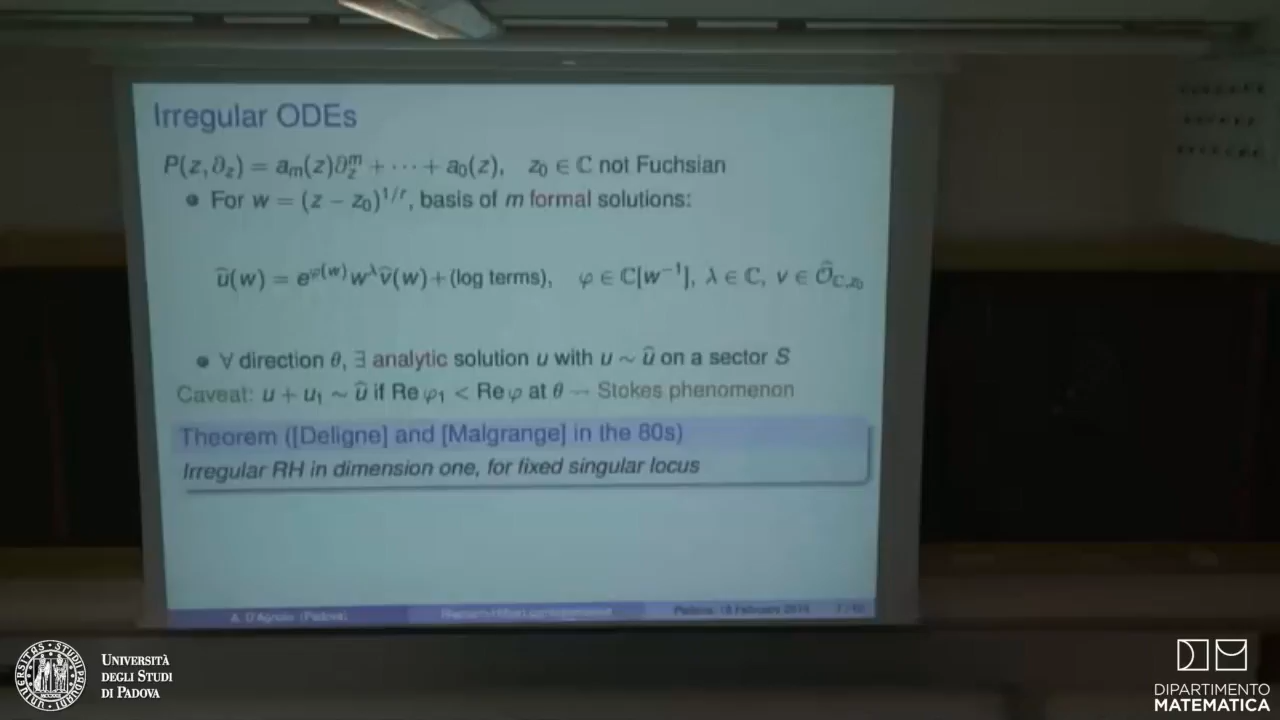 Irregular ODEs
P(z, ∂_z) = a_m(z)∂_z^m + ⋯ + a_0(z),   z_0 ∈ ℂ not Fuchsian
• For w = (z − z_0)^{1/r}, basis of m formal solutions:
û(w) = e^{φ(w)} w^λ v̂(w) + (log terms),   φ ∈ ℂ[w^{−1}], λ ∈ ℂ, v ∈ Ô_{ℂ,z_0}
• ∀ direction θ, ∃ analytic solution u with u ~ û on a sector S
Caveat: u + u_1 ~ û if Re φ_1 < Re φ at θ → Stokes phenomenon
Theorem ([Deligne] and [Malgrange] in the 80s)
Irregular RH in dimension one, for fixed singular locus
A. D'Agnolo (Padova)
Padova,
UNIVERSITÀ
DEGLI STUDI
DI PADOVA
DIPARTIMENTO
MATEMATICA